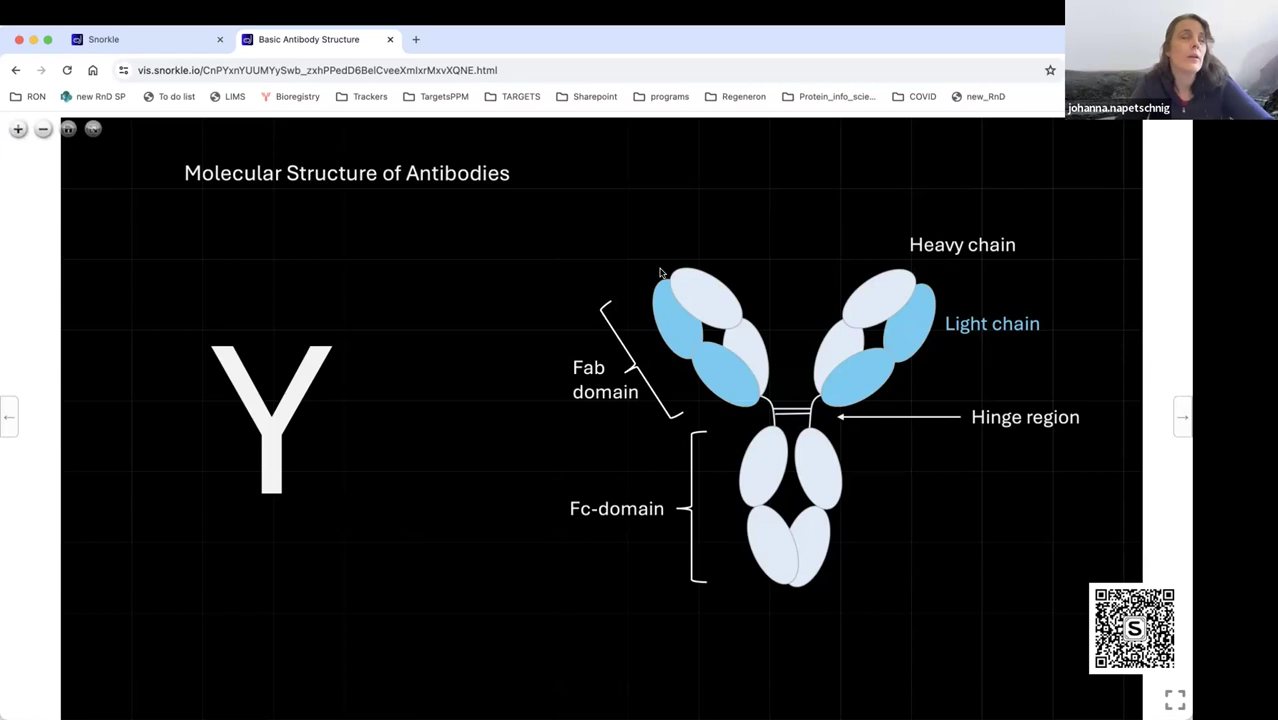 Snorkle
Basic Antibody Structure
vis.snorkle.io/CnPYxnYUUMYySwb_zxhPPedD6BelCveeXmlxrMxvXQNE.html
RON
new RnD SP
To do list
LIMS
Bioregistry
Trackers
TargetsPPM
TARGETS
Sharepoint
programs
Regeneron
Protein_info_scie...
COVID
new_RnD
johanna.napetschnig
Molecular Structure of Antibodies
Heavy chain
Light chain
Fab
domain
Hinge region
Y
Fc-domain
S